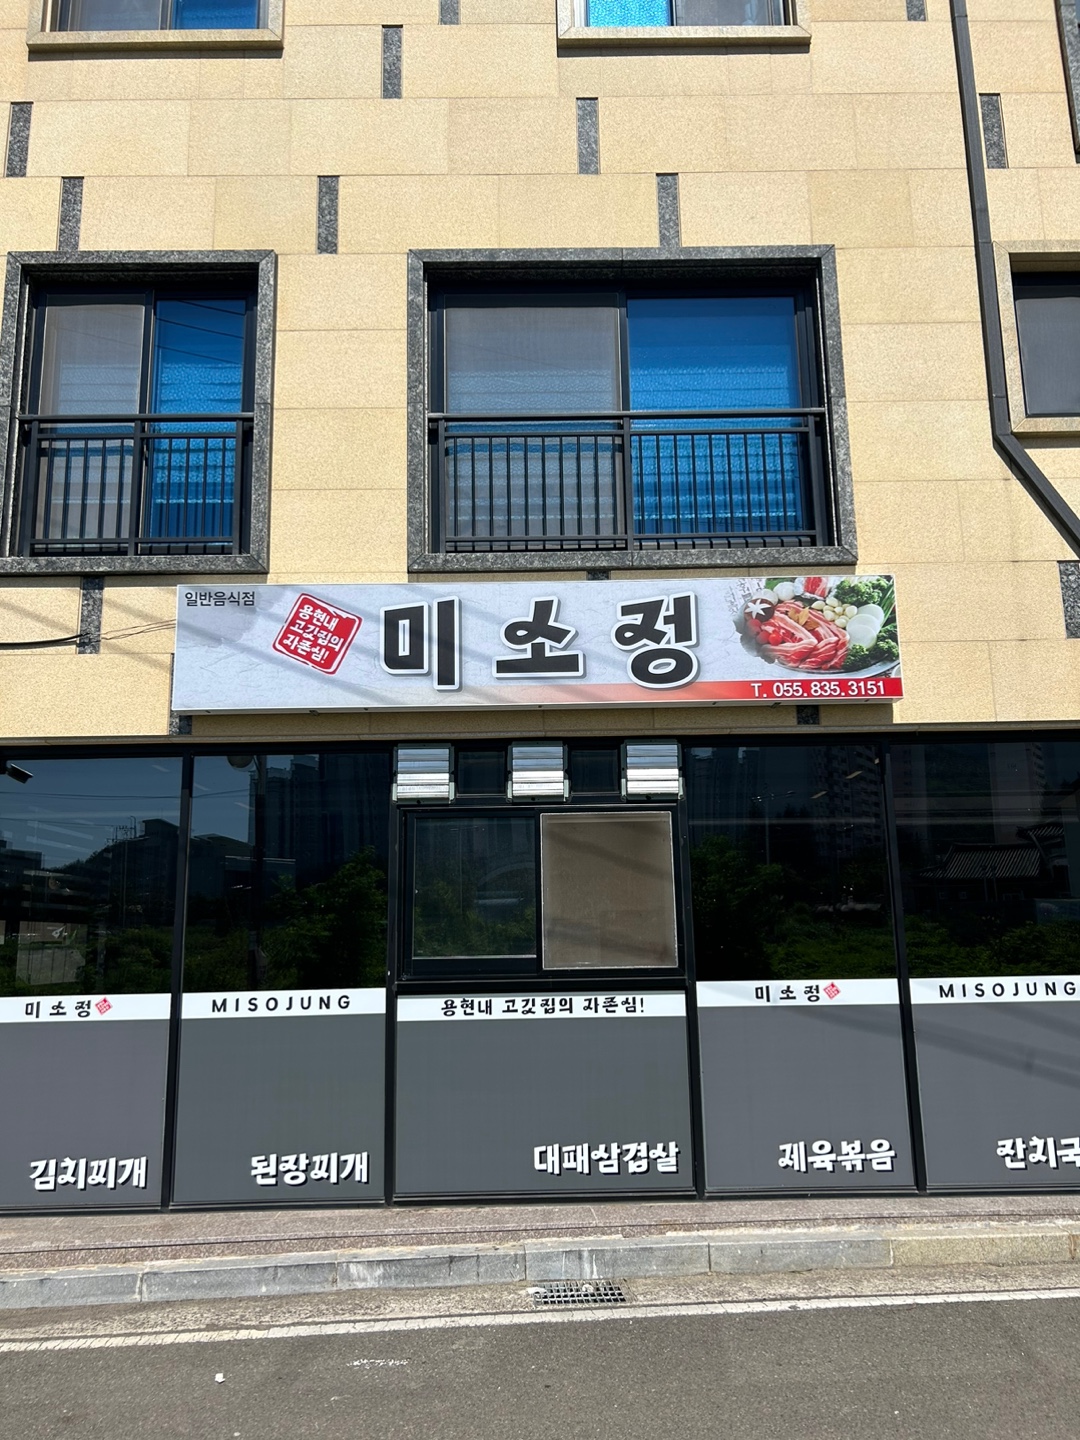 일반음식점
용현내
고깃집의
자존심!
미소정
T. 055.835.3151
미소정
MISOJUNG
용현내 고깃집의 자존심!
미소정
MISOJUNG
김치찌개
된장찌개
대패삼겹살
제육볶음
잔치국